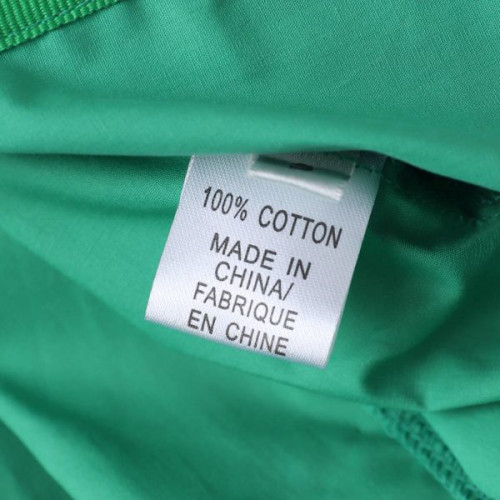 100% COTTON
MADE IN
CHINA/
FABRIQUE
EN CHINE